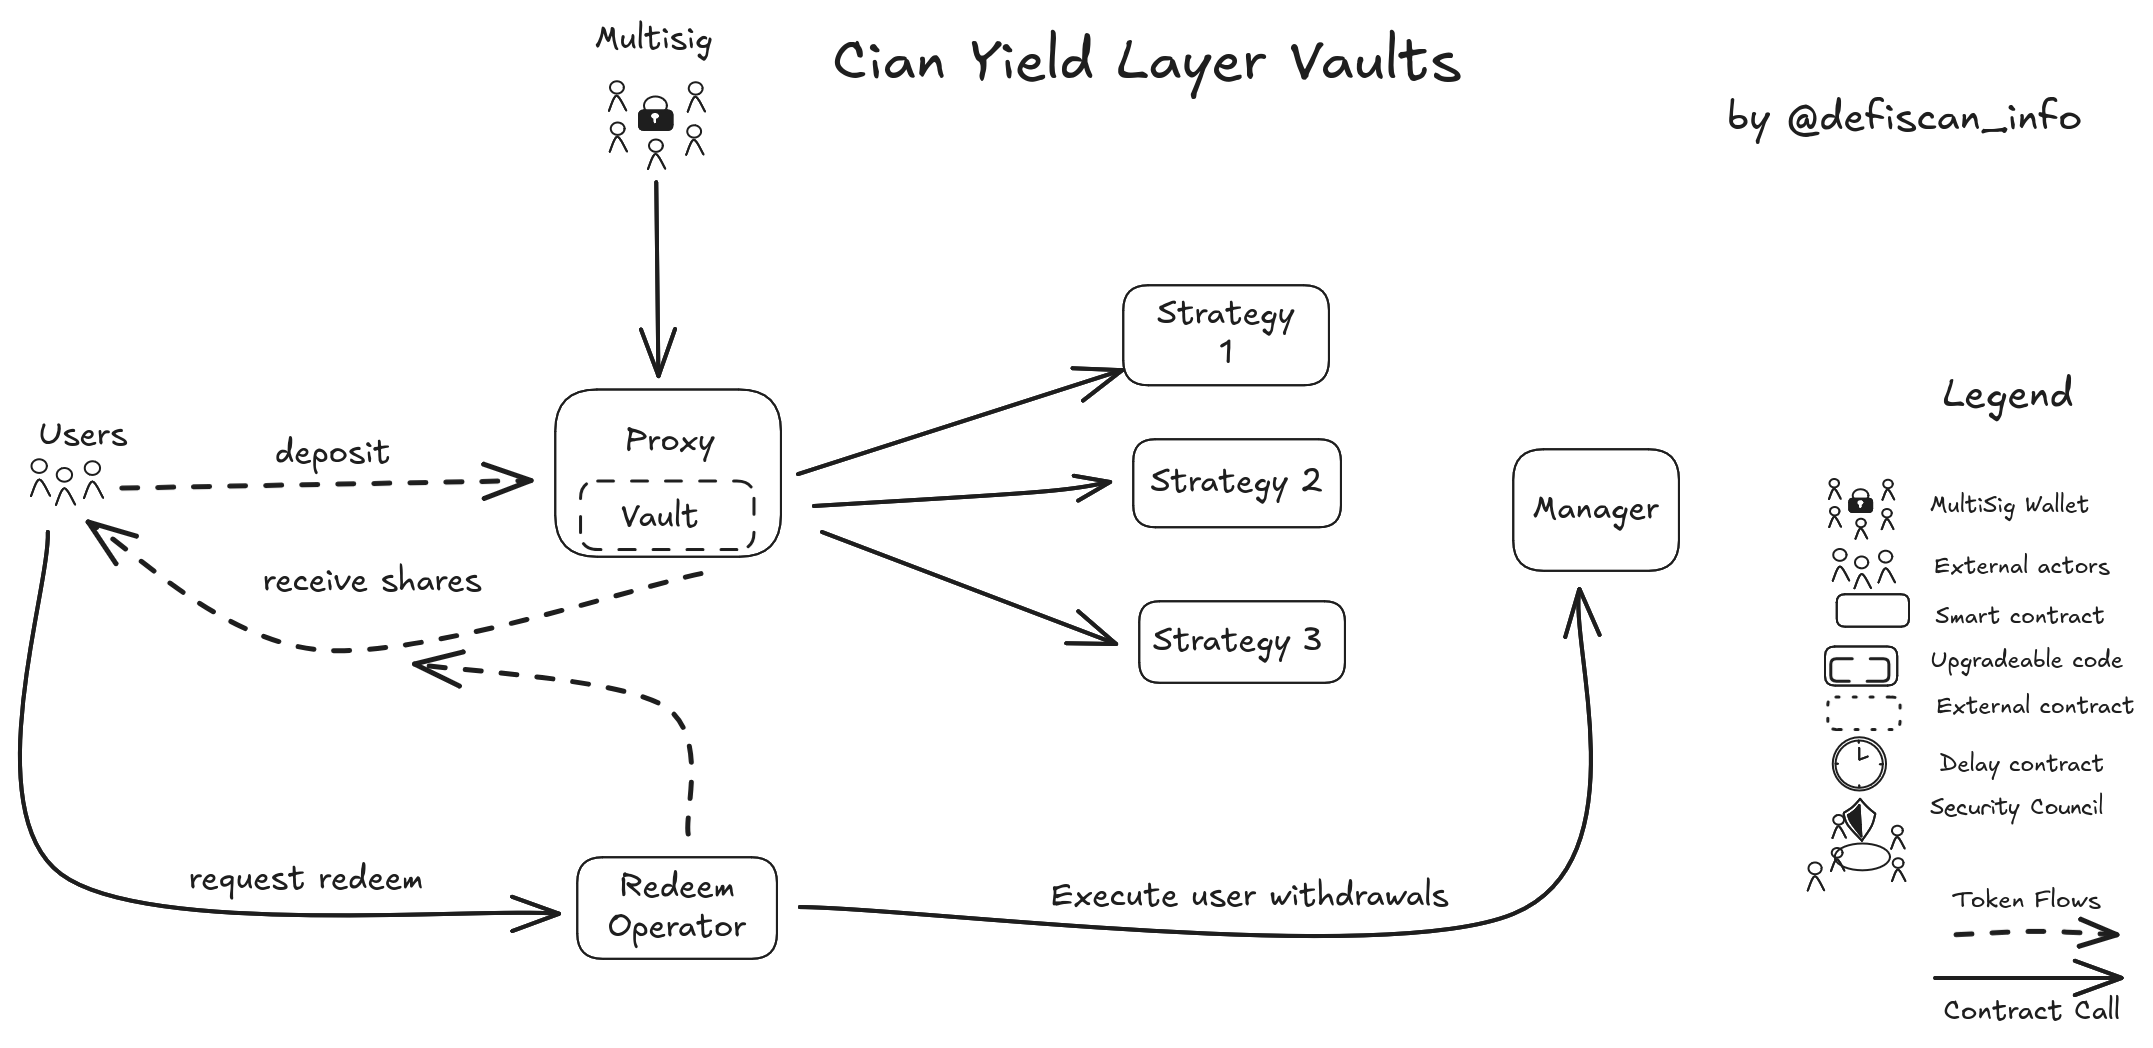 Multisig
Cian Yield Layer Vaults
by @defiscan_info
Users
deposit
Proxy
Vault
receive shares
Strategy
1
Strategy 2
Strategy 3
Manager
request redeem
Redeem
Operator
Execute user withdrawals
Legend
MultiSig Wallet
External actors
Smart contract
Upgradeable code
External contract
Delay contract
Security Council
Token Flows
Contract Call